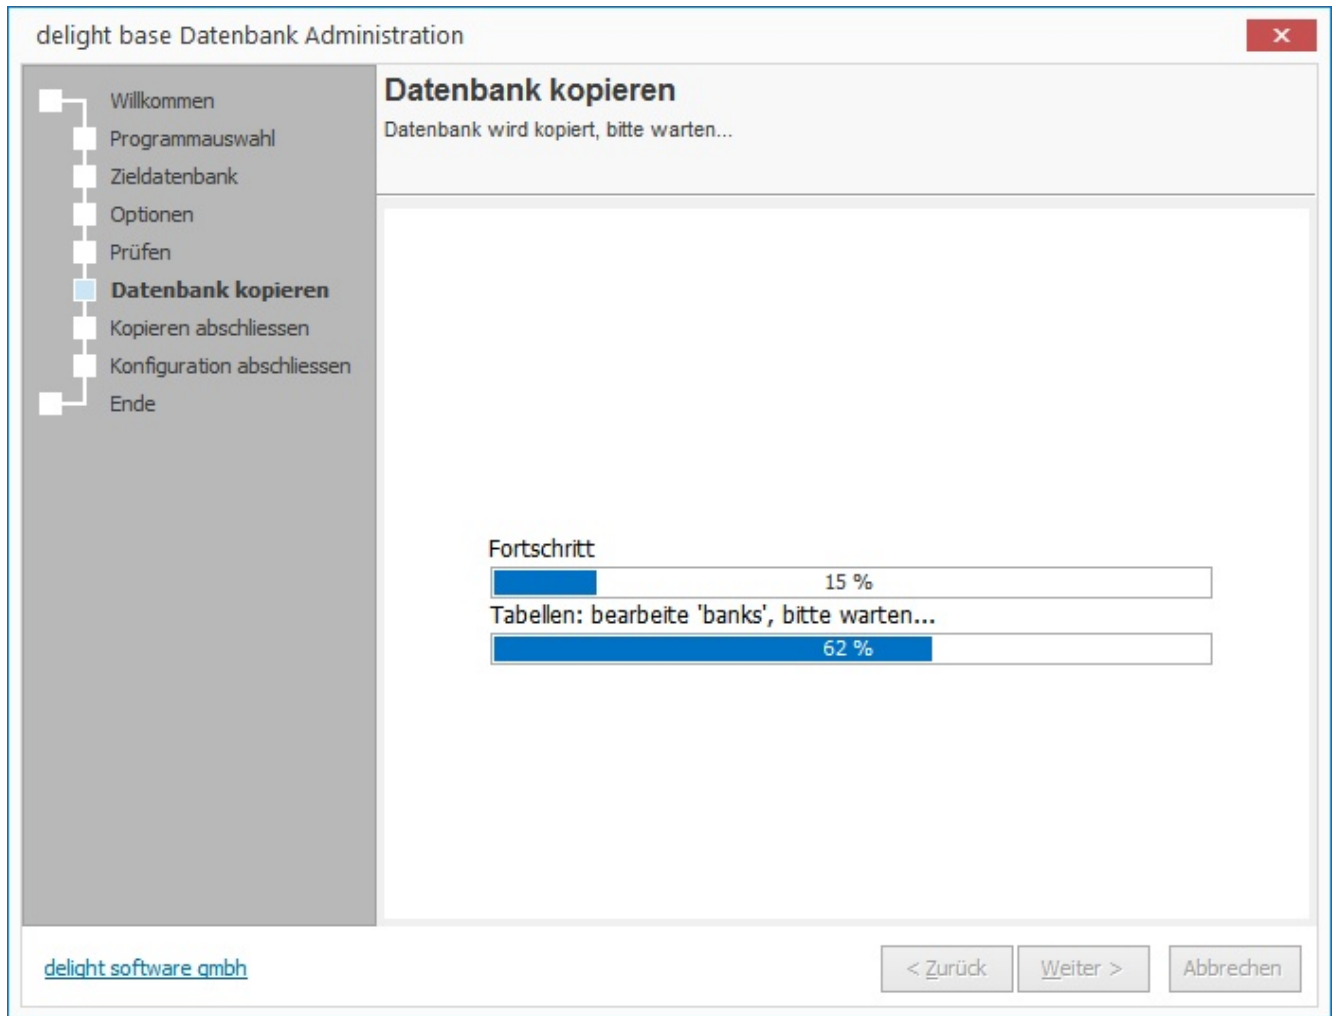 delight base Datenbank Administration
Willkommen
Programmauswahl
Zieldatenbank
Optionen
Prüfen
Datenbank kopieren
Kopieren abschliessen
Konfiguration abschliessen
Ende
Datenbank kopieren
Datenbank wird kopiert, bitte warten...
Fortschritt
15 %
Tabellen: bearbeite 'banks', bitte warten...
62 %
delight software gmbh
< Zurück
Weiter >
Abbrechen